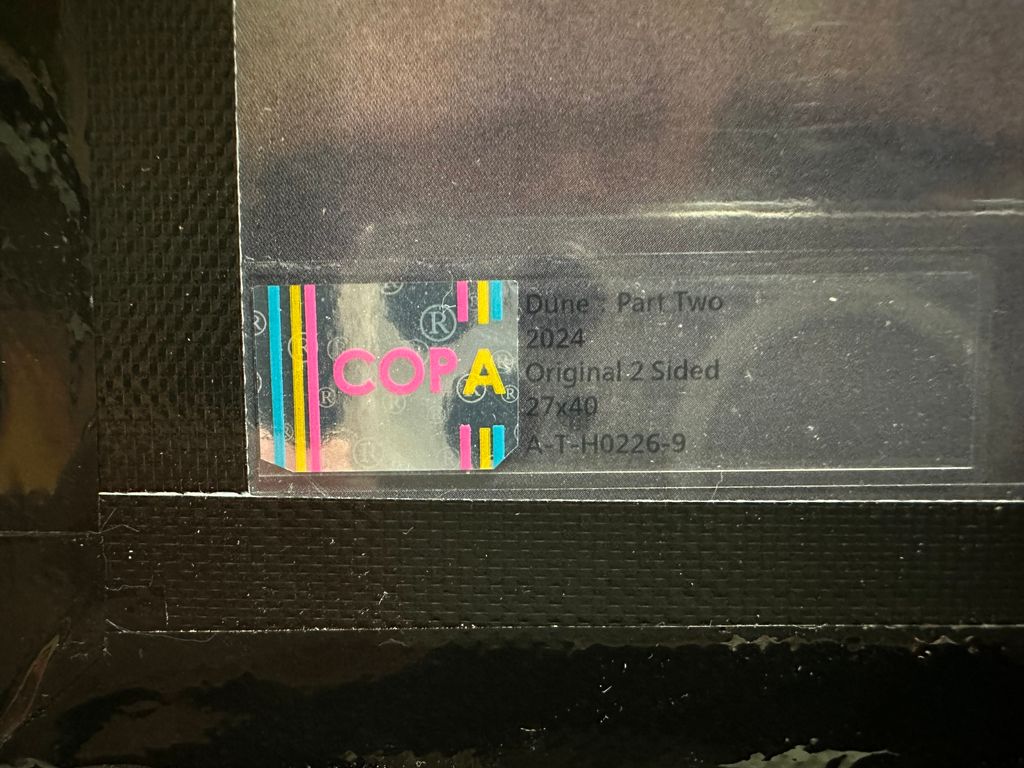 COPA
Dune : Part Two
2024
Original 2 Sided
27x40
A-T-H0226-9